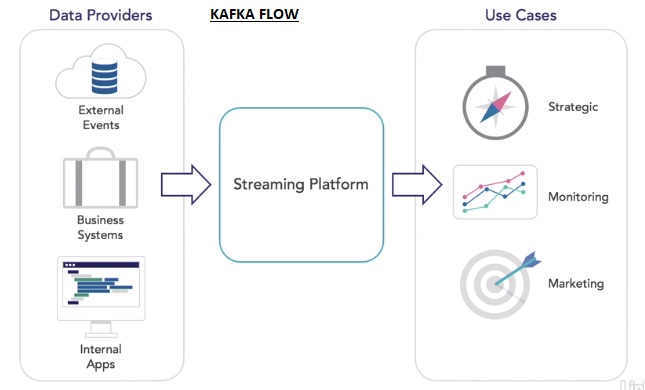 Data Providers
KAFKA FLOW
Use Cases
External
Events
Business
Systems
Internal
Apps
Streaming Platform
Strategic
Monitoring
Marketing